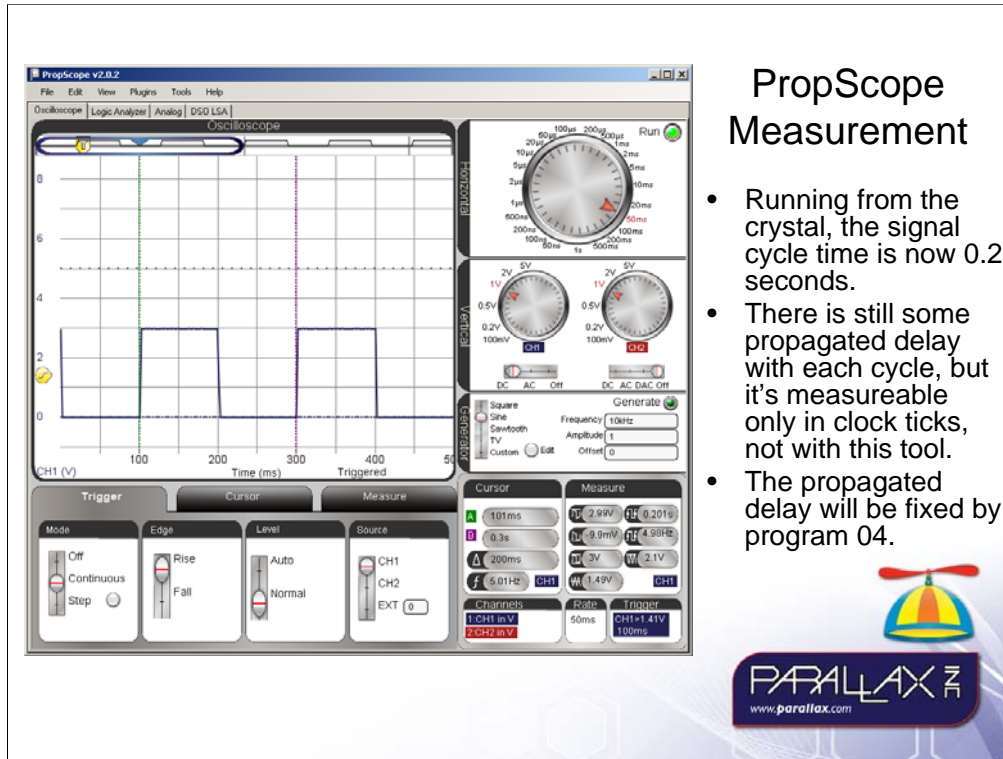 PropScope v2.0.2
File Edit View Plugins Tools Help
Oscilloscope Logic Analyzer Analog DSO LSA
Oscilloscope
8
6
4
2
0
CH1 (V)
100 200 300 400 50
Time (ms)
Triggered
Horizontal
Run
100µs 200µs
50µs 500µs
20µs 1ms
10µs 2ms
5µs 5ms
2µs 10ms
1µs 20ms
500ns 50ms
200ns 100ms
100ns 200ms
50ns 1s 500ms
Vertical
5V
2V
1V
0.5V
0.2V
100mV
CH1
DC AC Off
5V
2V
1V
0.5V
0.2V
100mV
CH2
DC AC DAC Off
Generator
Square
Sine
Sawtooth
TV
Custom
Edit
Generate
Frequency 10kHz
Amplitude 1
Offset 0
Trigger
Cursor
Measure
Mode
Off
Continuous
Step
Edge
Rise
Fall
Level
Auto
Normal
Source
CH1
CH2
EXT 0
Cursor
A 101ms
B 0.3s
Δ 200ms
f 5.01Hz CH1
Measure
2.99V 0.201s
-9.9mV 4.98Hz
3V 2.1V
1.49V CH1
Channels
1:CH1 in V
2:CH2 in V
Rate
50ms
Trigger
CH1>1.41V
100ms
PropScope
Measurement
• Running from the
crystal, the signal
cycle time is now 0.2
seconds.
• There is still some
propagated delay
with each cycle, but
it's measureable
only in clock ticks,
not with this tool.
• The propagated
delay will be fixed by
program 04.
PARALLAX INC
www.parallax.com